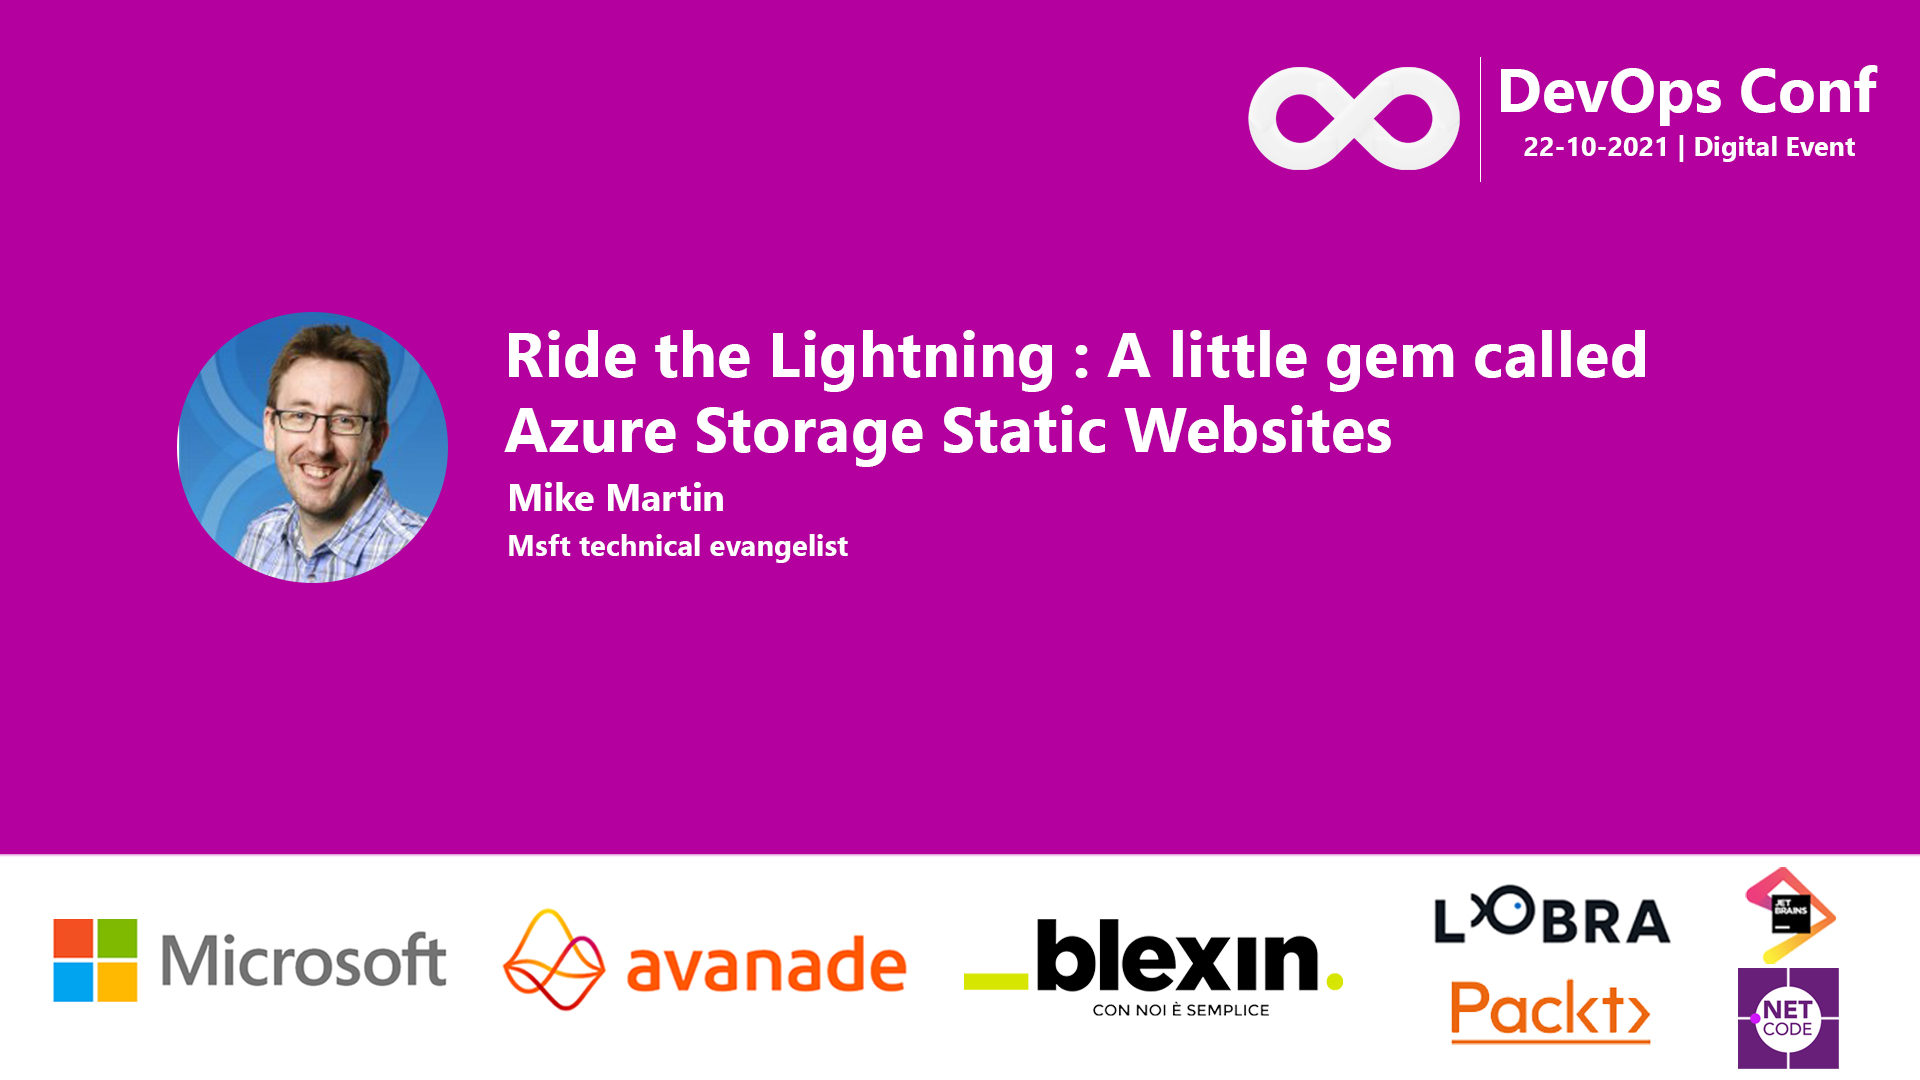 DevOps Conf
22-10-2021 | Digital Event
Ride the Lightning : A little gem called
Azure Storage Static Websites
Mike Martin
Msft technical evangelist
Microsoft
avanade
blexin.
CON NOI È SEMPLICE
LOBRA
Packt
JET
BRAINS
NET
CODE